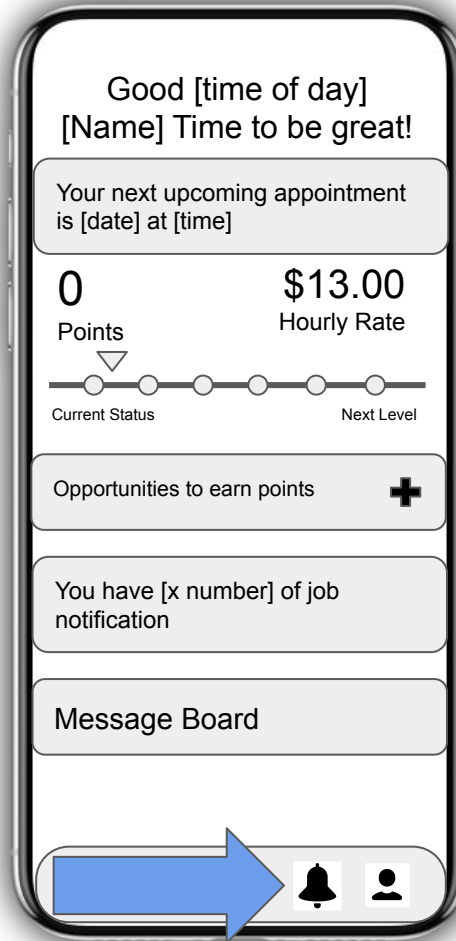 Good [time of day]
[Name] Time to be great!
Your next upcoming appointment
is [date] at [time]
0
Points
$13.00
Hourly Rate
Current Status
Next Level
Opportunities to earn points
You have [x number] of job
notification
Message Board